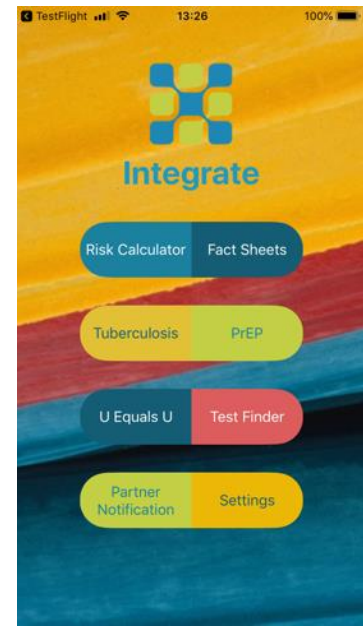 TestFlight 13:26 100%
Integrate
Risk Calculator Fact Sheets
Tuberculosis PrEP
U Equals U Test Finder
Partner Notification Settings